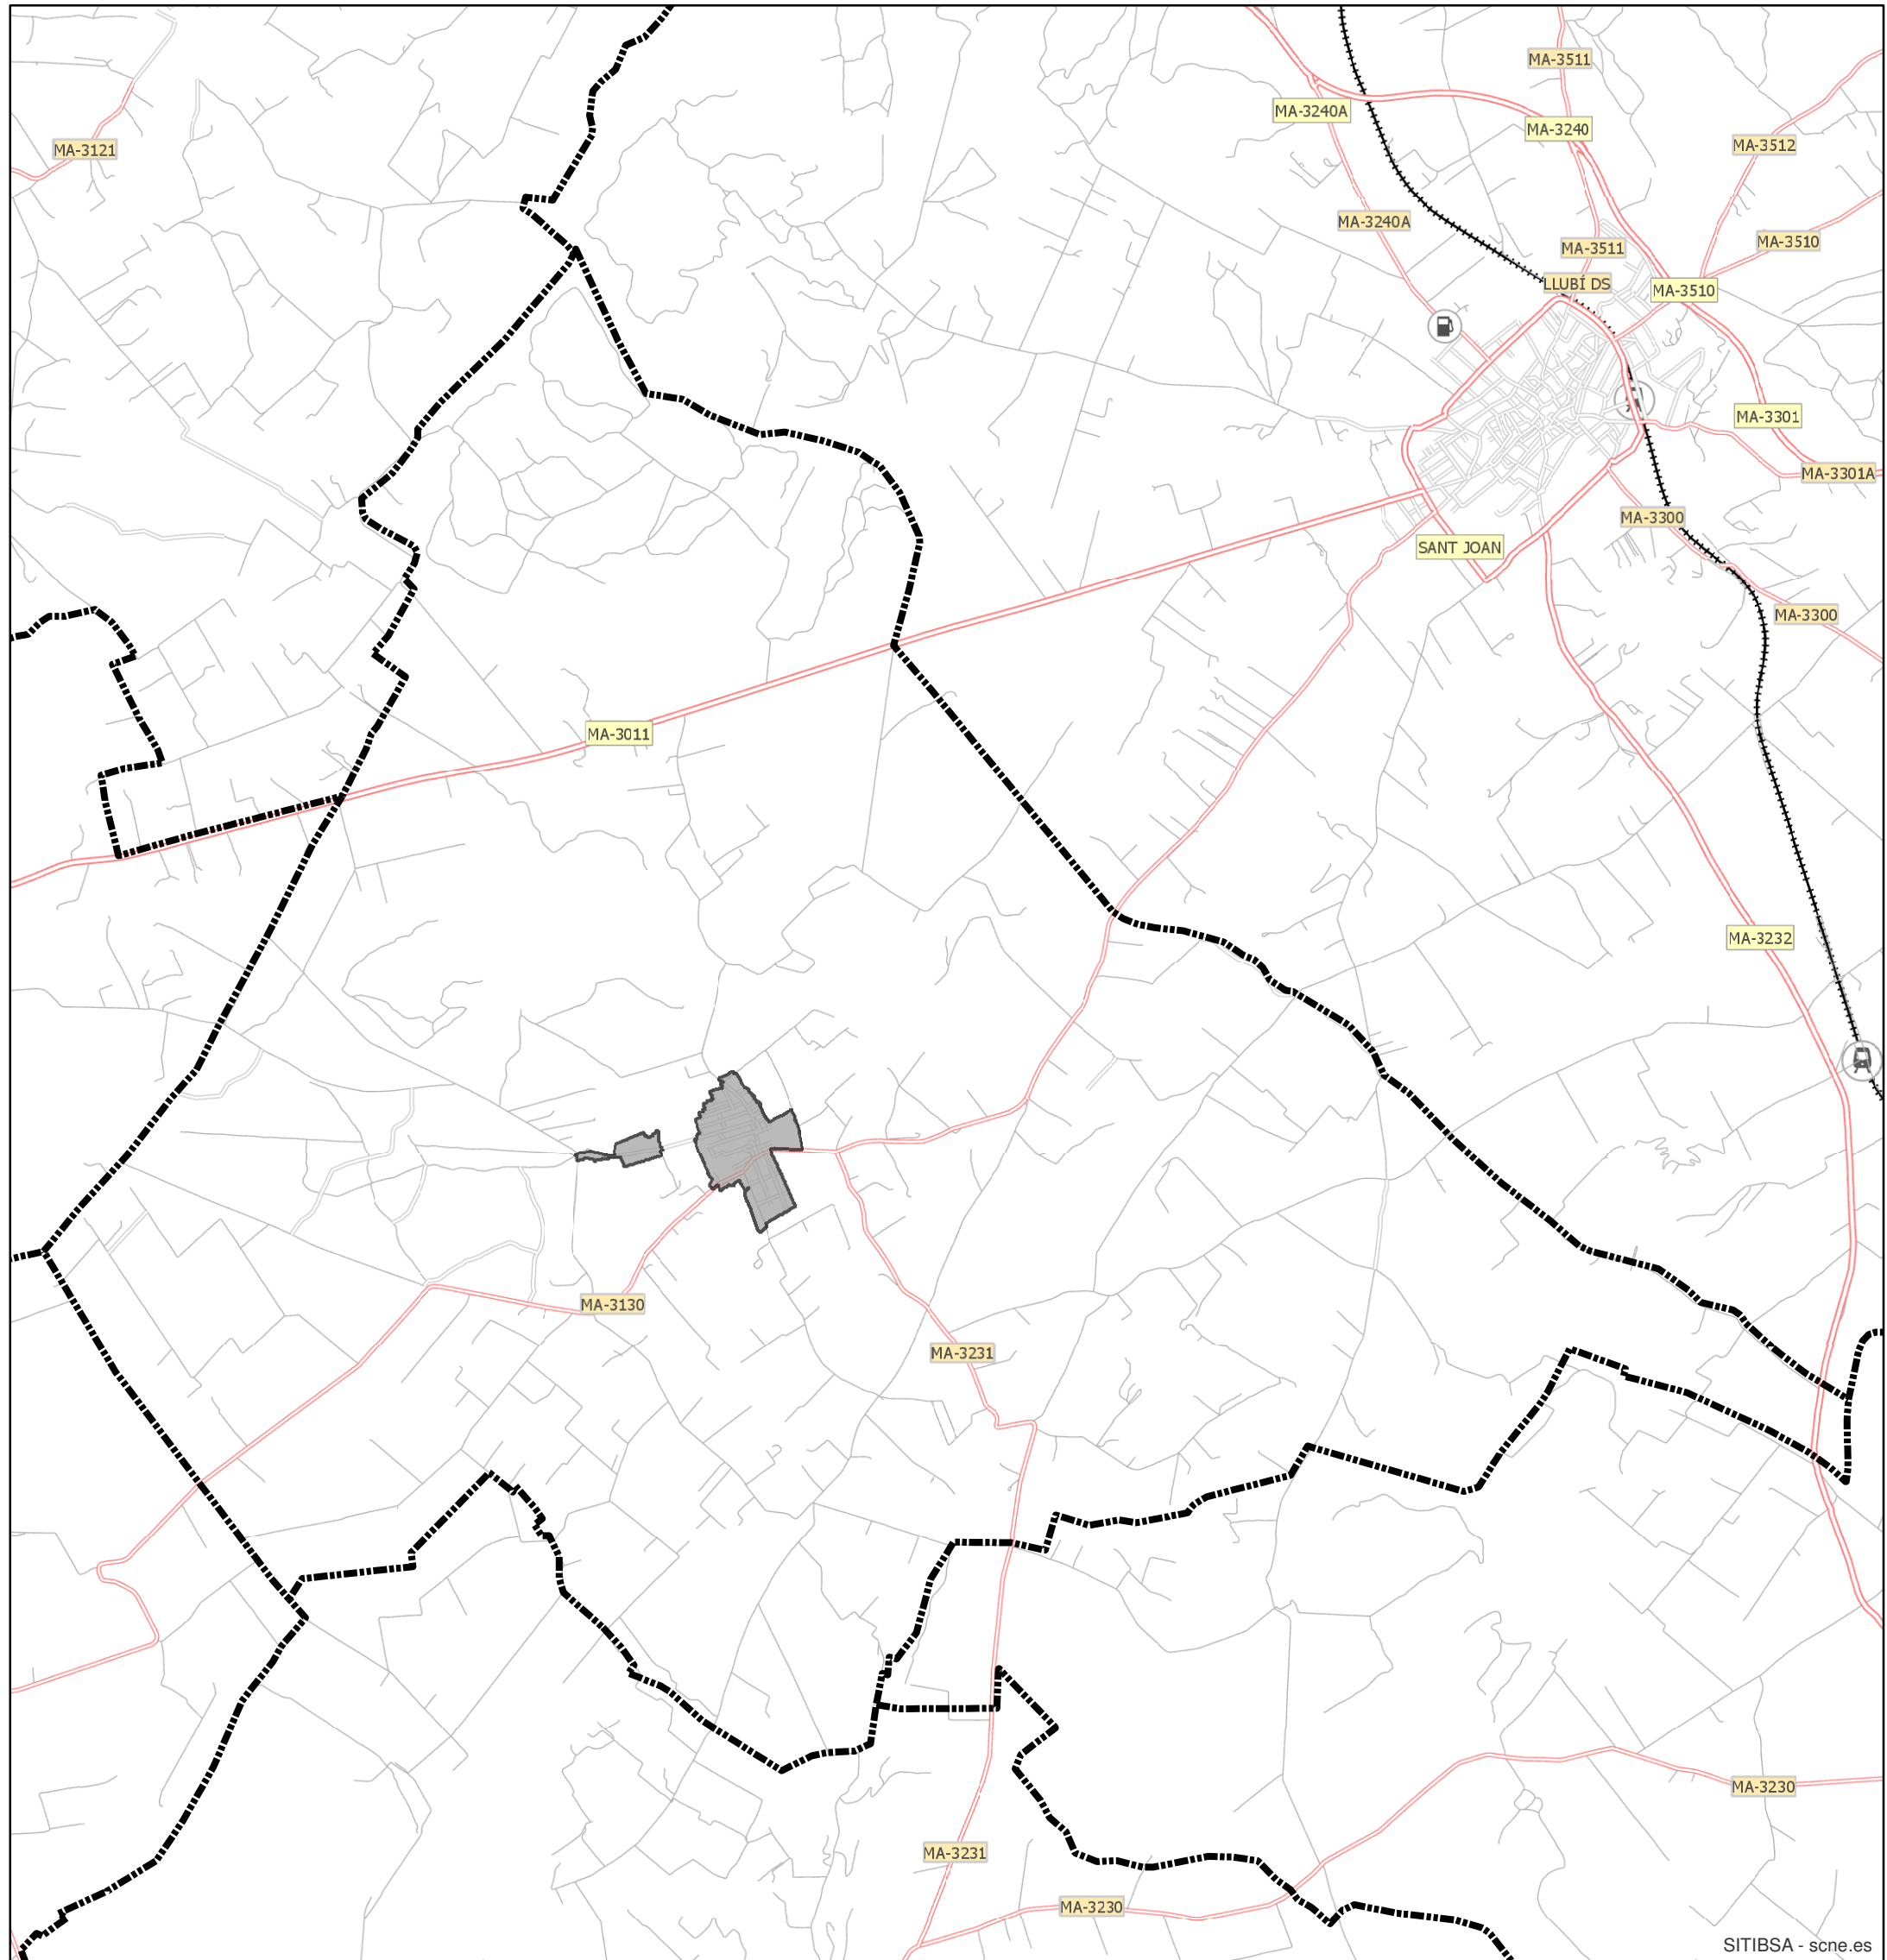 MA-3511
MA-3240A
MA-3240
MA-3121
MA-3512
MA-3240A
MA-3510
MA-3511
LLUBÍ DS
MA-3510
MA-3301
MA-3301A
MA-3300
SANT JOAN
MA-3300
MA-3011
MA-3232
MA-3130
MA-3231
MA-3230
MA-3231
MA-3230
SITIBSA - scne.es